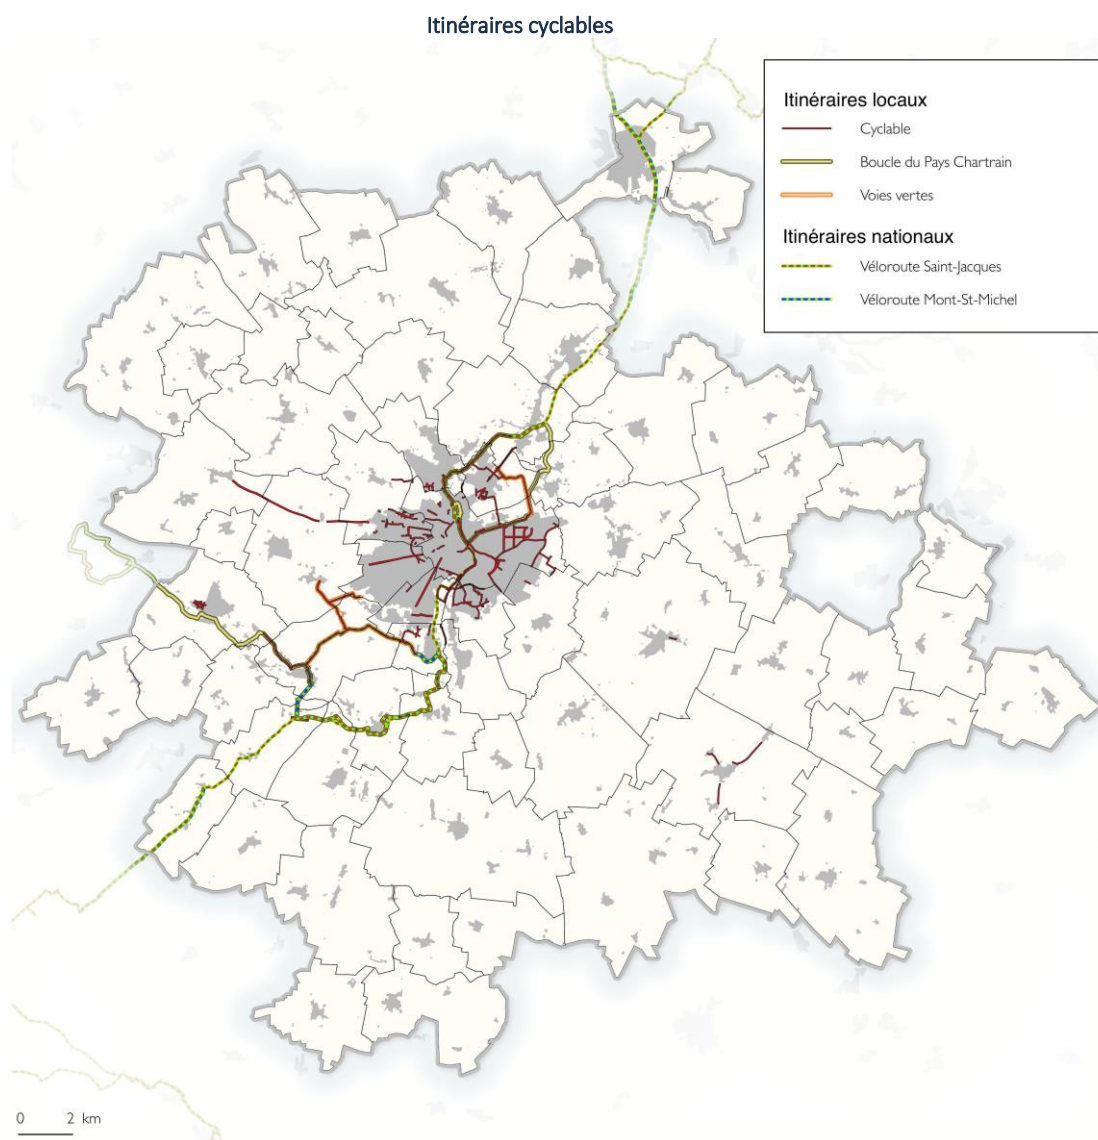 Itinéraires cyclables
Itinéraires locaux
Cyclable
Boucle du Pays Chartrain
Voies vertes
Itinéraires nationaux
Véloroute Saint-Jacques
Véloroute Mont-St-Michel
0 2 km